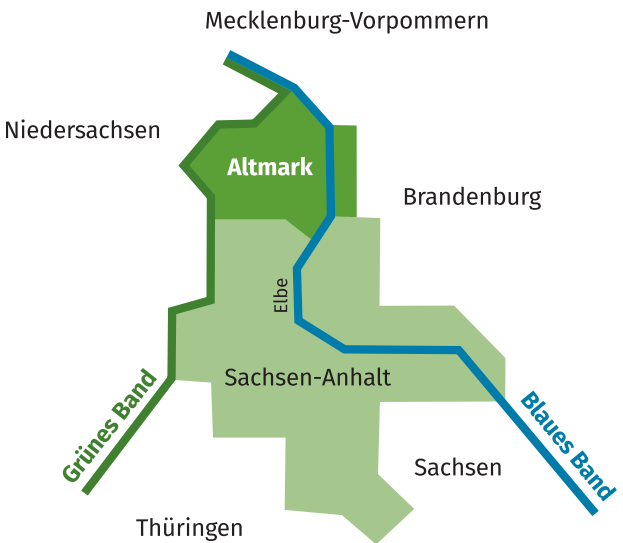 Mecklenburg-Vorpommern
Niedersachsen
Altmark
Brandenburg
Elbe
Sachsen-Anhalt
Grünes Band
Blaues Band
Sachsen
Thüringen